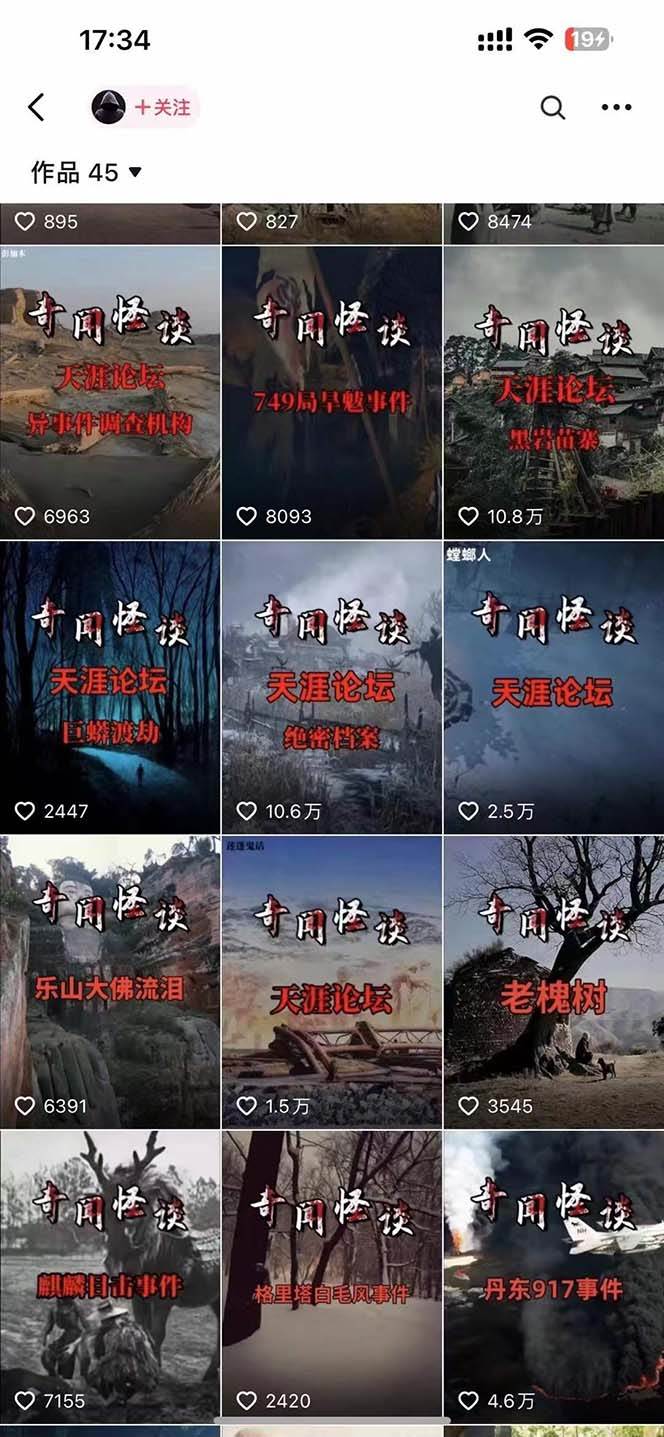 17:34
19
+关注
作品 45
895
827
8474
彭加木
奇闻怪谈
天涯论坛
异事件调查机构
6963
奇闻怪谈
749局旱魃事件
8093
奇闻怪谈
天涯论坛
黑岩苗寨
10.8万
奇闻怪谈
天涯论坛
巨蟒渡劫
2447
奇闻怪谈
天涯论坛
绝密档案
10.6万
螳螂人
奇闻怪谈
天涯论坛
2.5万
奇闻怪谈
乐山大佛流泪
6391
莲蓬鬼话
奇闻怪谈
天涯论坛
1.5万
奇闻怪谈
老槐树
3545
奇闻怪谈
麒麟目击事件
7155
奇闻怪谈
格里塔白毛风事件
2420
奇闻怪谈
NH
丹东917事件
4.6万